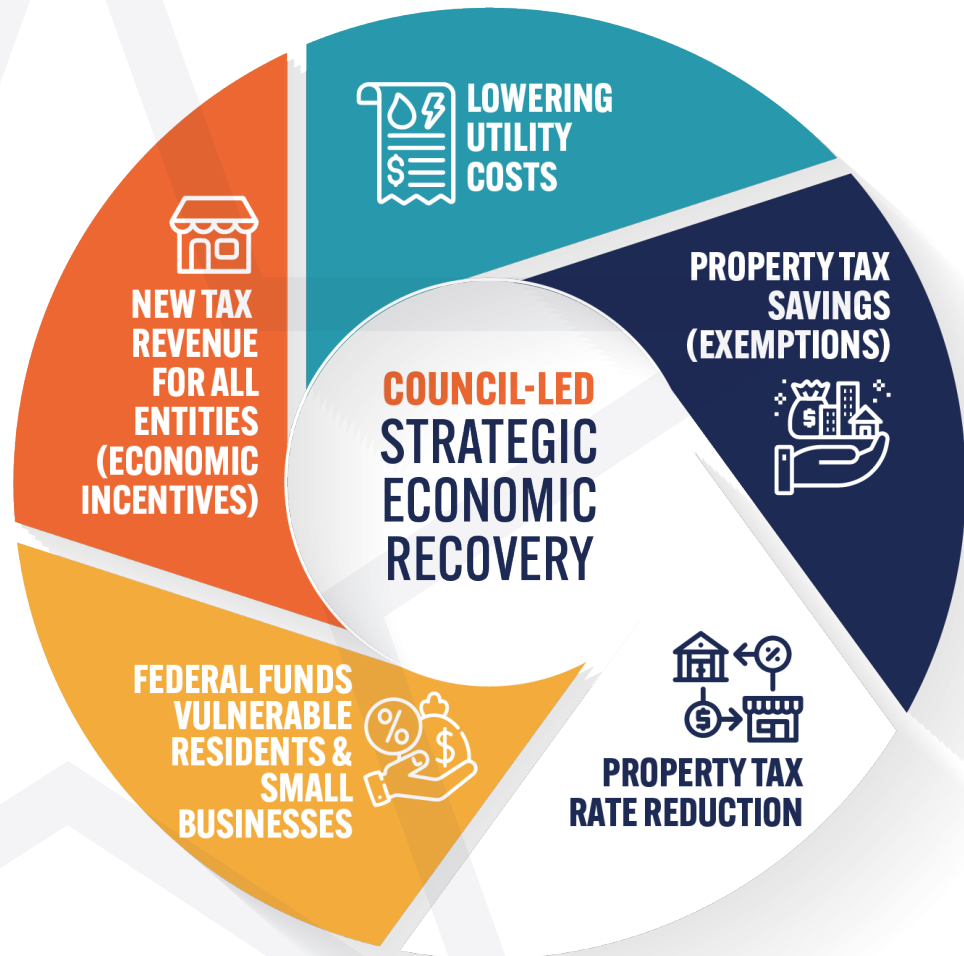 LOWERING
UTILITY
COSTS
PROPERTY TAX
SAVINGS
(EXEMPTIONS)
$
PROPERTY TAX
RATE REDUCTION
%
$
FEDERAL FUNDS
VULNERABLE
RESIDENTS &
SMALL
BUSINESSES
%
$
NEW TAX
REVENUE
FOR ALL
ENTITIES
(ECONOMIC
INCENTIVES)
COUNCIL-LED
STRATEGIC
ECONOMIC
RECOVERY
$